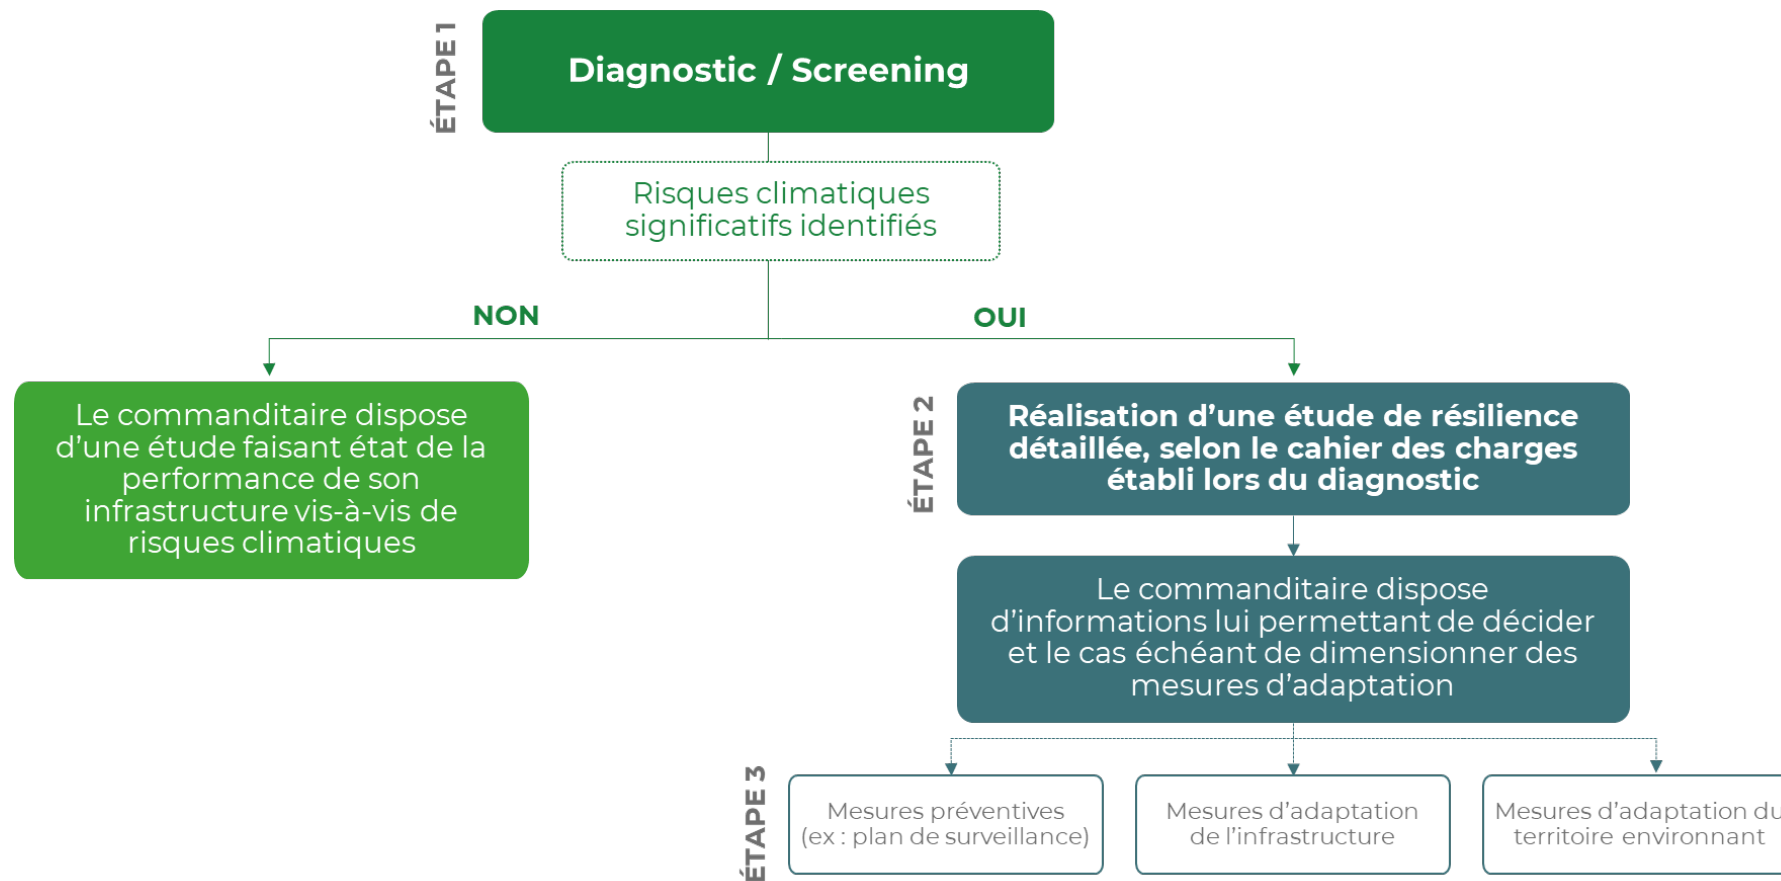 ÉTAPE 1
Diagnostic / Screening
Risques climatiques
significatifs identifiés
NON
OUI
Le commanditaire dispose
d’une étude faisant état de la
performance de son
infrastructure vis-à-vis de
risques climatiques
ÉTAPE 2
Réalisation d’une étude de résilience
détaillée, selon le cahier des charges
établi lors du diagnostic
Le commanditaire dispose
d’informations lui permettant de décider
et le cas échéant de dimensionner des
mesures d’adaptation
ÉTAPE 3
Mesures préventives
(ex : plan de surveillance)
Mesures d’adaptation
de l’infrastructure
Mesures d’adaptation du
territoire environnant